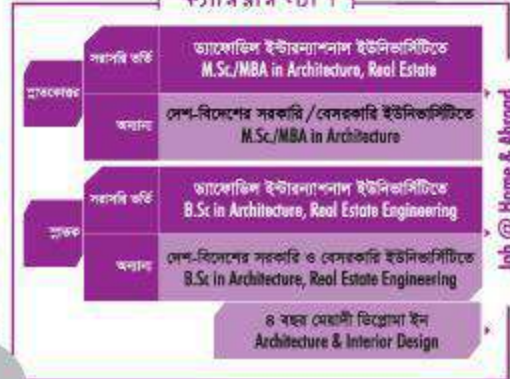 সরাসরি ভর্তি
ড্যাফোডিল ইন্টারন্যাশনাল ইউনিভার্সিটিতে
M.Sc./MBA in Architecture, Real Estate
স্নাতকোত্তর
অন্যান্য
দেশ-বিদেশের সরকারি/বেসরকারি ইউনিভার্সিটিতে
M.Sc./MBA in Architecture
সরাসরি ভর্তি
ড্যাফোডিল ইন্টারন্যাশনাল ইউনিভার্সিটিতে
B.Sc in Architecture, Real Estate Engineering
স্নাতক
অন্যান্য
দেশ-বিদেশের সরকারি ও বেসরকারি ইউনিভার্সিটিতে
B.Sc in Architecture, Real Estate Engineering
৪ বছর মেয়াদী ডিপ্লোমা ইন
Architecture & Interior Design
Job @ Home & Abroad